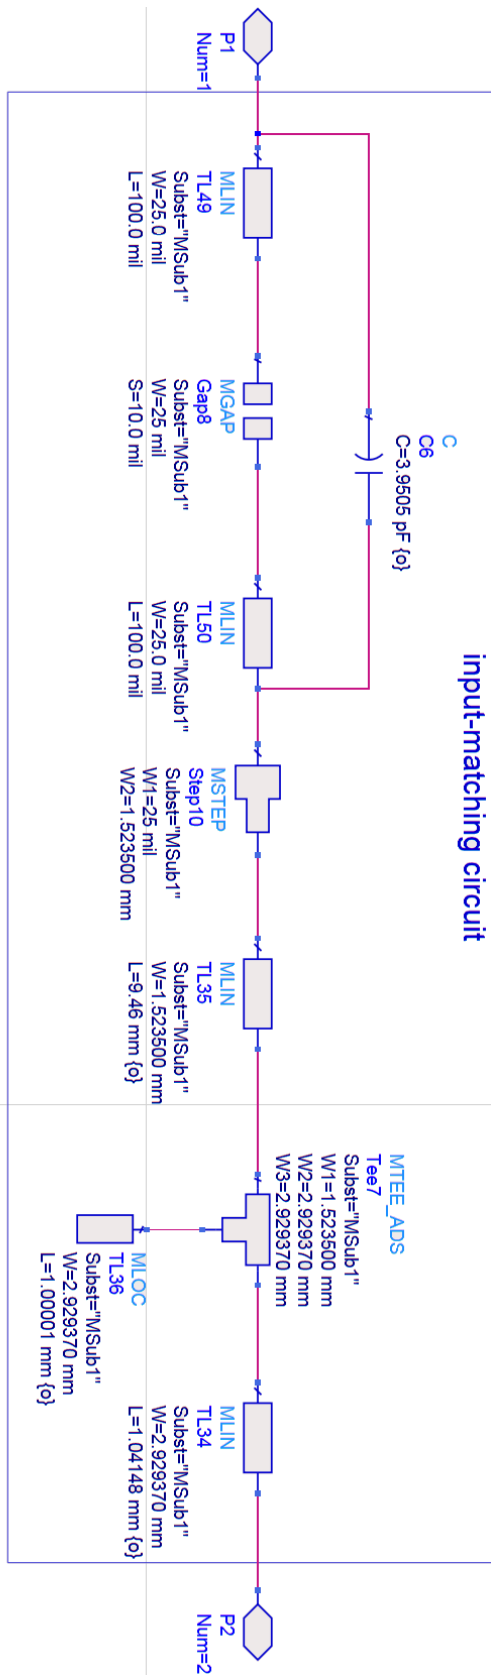 input-matching circuit
P1
Num=1
C
C6
C=3.9505 pF {o}
MLIN
TL49
Subst="MSub1"
W=25.0 mil
L=100.0 mil
MGAP
Gap8
Subst="MSub1"
W=25 mil
S=10.0 mil
MLIN
TL50
Subst="MSub1"
W=25.0 mil
L=100.0 mil
MSTEP
Step10
Subst="MSub1"
W1=25 mil
W2=1.523500 mm
MLIN
TL35
Subst="MSub1"
W=1.523500 mm
L=9.46 mm {o}
MTEE_ADS
Tee7
Subst="MSub1"
W1=1.523500 mm
W2=2.929370 mm
W3=2.929370 mm
MLOC
TL36
Subst="MSub1"
W=2.929370 mm
L=1.00001 mm {o}
MLIN
TL34
Subst="MSub1"
W=2.929370 mm
L=1.04148 mm {o}
P2
Num=2